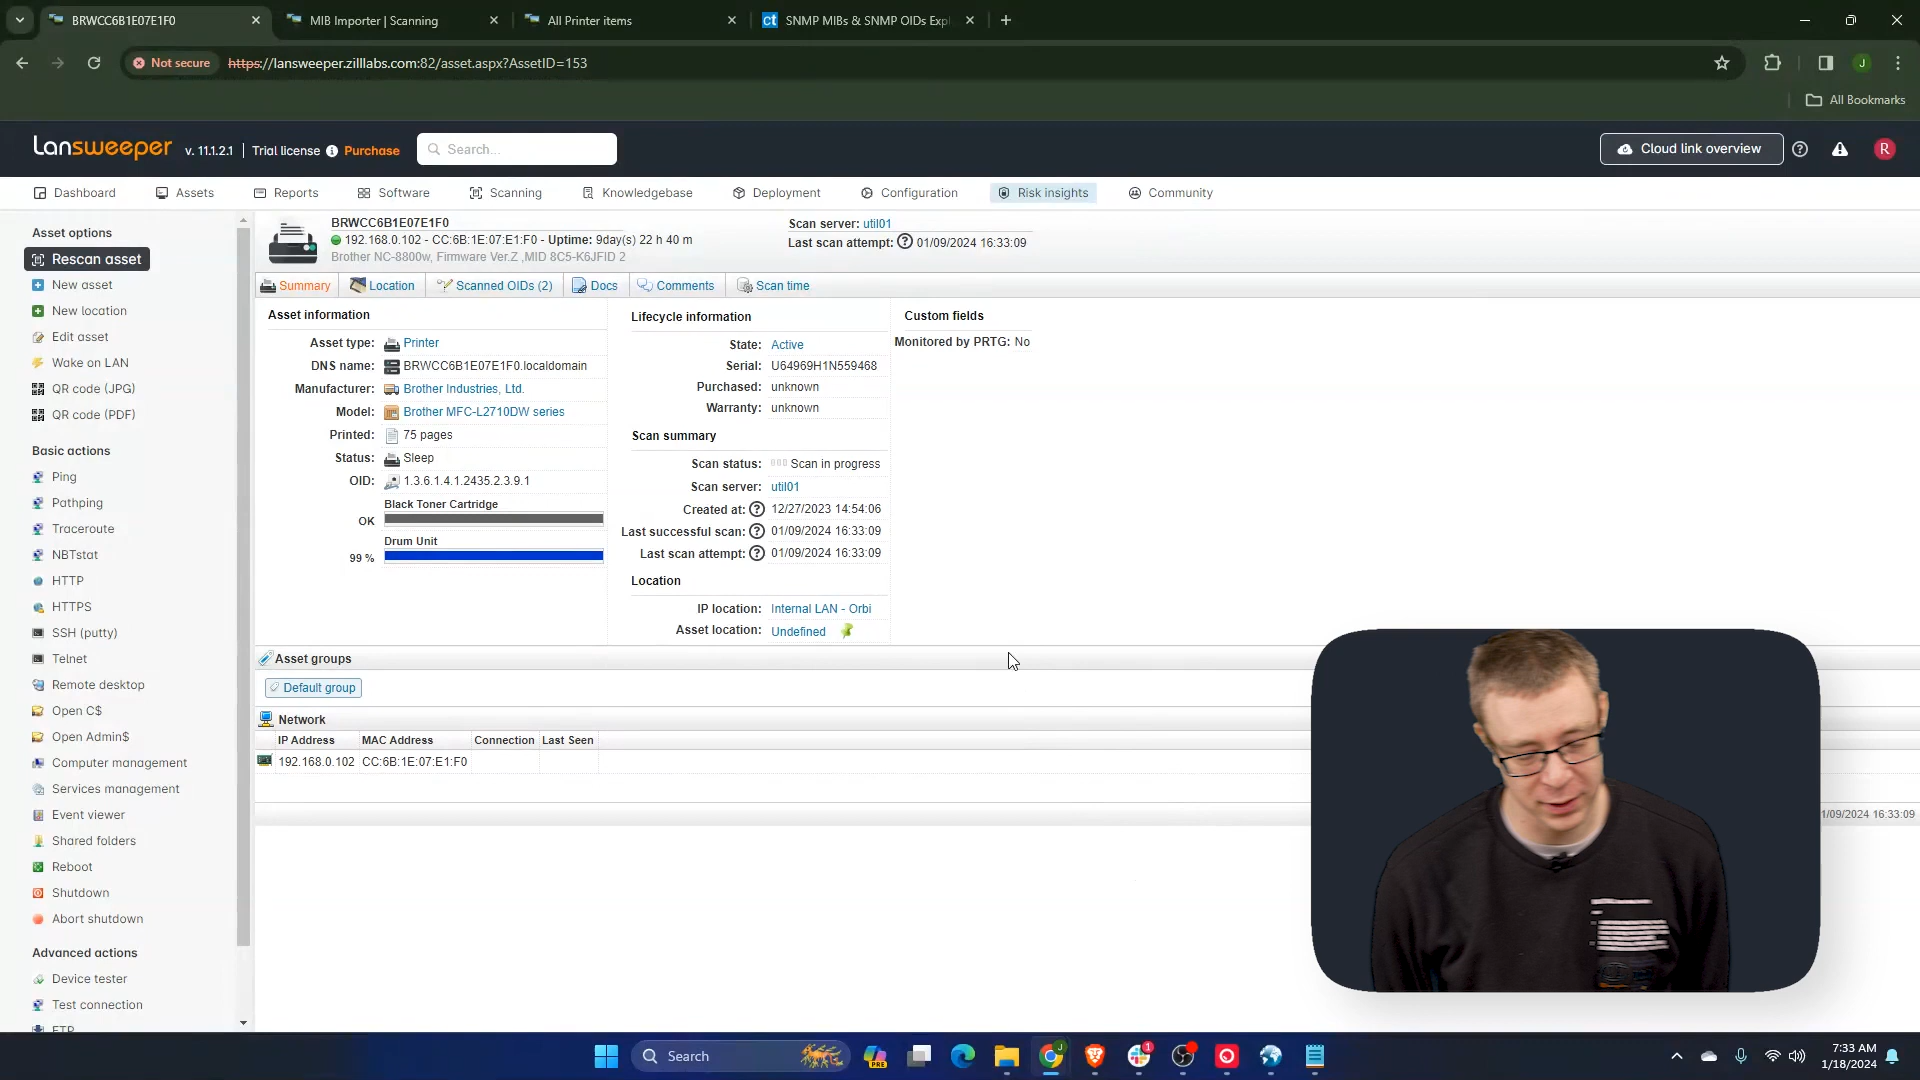 BRWCC6B1E07E1F0
MIB Importer | Scanning
All Printer items
ct SNMP MIBs & SNMP OIDs Expl
Not secure https://lansweeper.zilllabs.com:82/asset.aspx?AssetID=153
J
All Bookmarks
Lansweeper v. 11.1.2.1 | Trial license Purchase
Search...
Cloud link overview
R
Dashboard Assets Reports Software Scanning Knowledgebase Deployment Configuration Risk insights Community
Asset options
Rescan asset
New asset
New location
Edit asset
Wake on LAN
QR code (JPG)
QR code (PDF)
Basic actions
Ping
Pathping
Traceroute
NBTstat
HTTP
HTTPS
SSH (putty)
Telnet
Remote desktop
Open C$
Open Admin$
Computer management
Services management
Event viewer
Shared folders
Reboot
Shutdown
Abort shutdown
Advanced actions
Device tester
Test connection
FTP
BRWCC6B1E07E1F0
192.168.0.102 - CC:6B:1E:07:E1:F0 - Uptime: 9day(s) 22 h 40 m
Brother NC-8800w, Firmware Ver.Z ,MID 8C5-K6JFID 2
Scan server: util01
Last scan attempt: 01/09/2024 16:33:09
Summary Location Scanned OIDs (2) Docs Comments Scan time
Asset information
Asset type: Printer
DNS name: BRWCC6B1E07E1F0.localdomain
Manufacturer: Brother Industries, Ltd.
Model: Brother MFC-L2710DW series
Printed: 75 pages
Status: Sleep
OID: 1.3.6.1.4.1.2435.2.3.9.1
Black Toner Cartridge
OK
Drum Unit
99 %
Lifecycle information
State: Active
Serial: U64969H1N559468
Purchased: unknown
Warranty: unknown
Scan summary
Scan status: Scan in progress
Scan server: util01
Created at: 12/27/2023 14:54:06
Last successful scan: 01/09/2024 16:33:09
Last scan attempt: 01/09/2024 16:33:09
Location
IP location: Internal LAN - Orbi
Asset location: Undefined
Custom fields
Monitored by PRTG: No
Asset groups
Default group
Network
IP Address MAC Address Connection Last Seen
192.168.0.102 CC:6B:1E:07:E1:F0
1/09/2024 16:33:09
Search
PRE
J
1
7:33 AM
1/18/2024